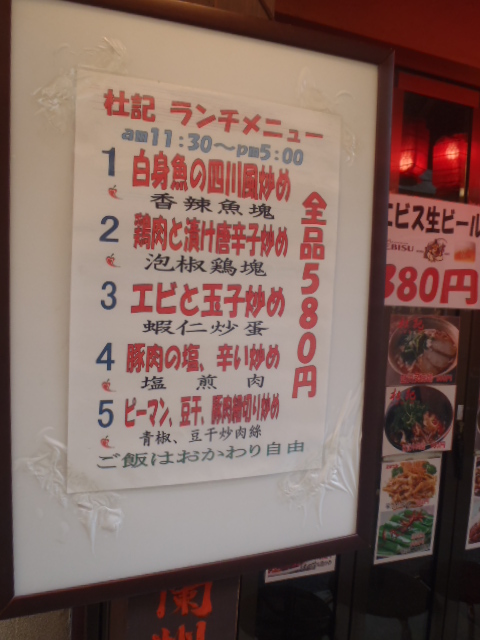 杜記 ランチメニュー
am11:30～pm5:00
1 白身魚の四川風炒め
香辣魚塊
2 鶏肉と漬け唐辛子炒め
泡椒鶏塊
3 エビと玉子炒め
蝦仁炒蛋
4 豚肉の塩、辛い炒め
塩煎肉
5 ピーマン、豆干、豚肉細切り炒め
青椒、豆干炒肉絲
ご飯はおかわり自由
全品580円
エビス生ビール
380円
蘭州